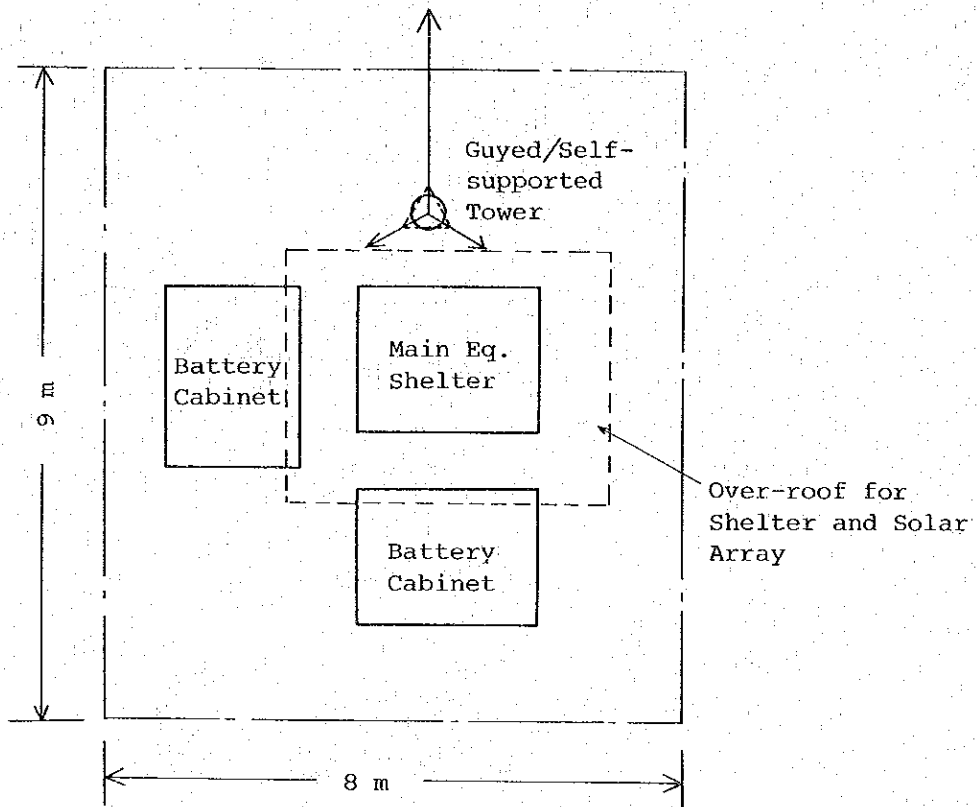 Guyed/Self-
supported
Tower
Main Eq.
Shelter
Battery
Cabinet
9 m
Over-roof for
Shelter and Solar
Array
Battery
Cabinet
8 m